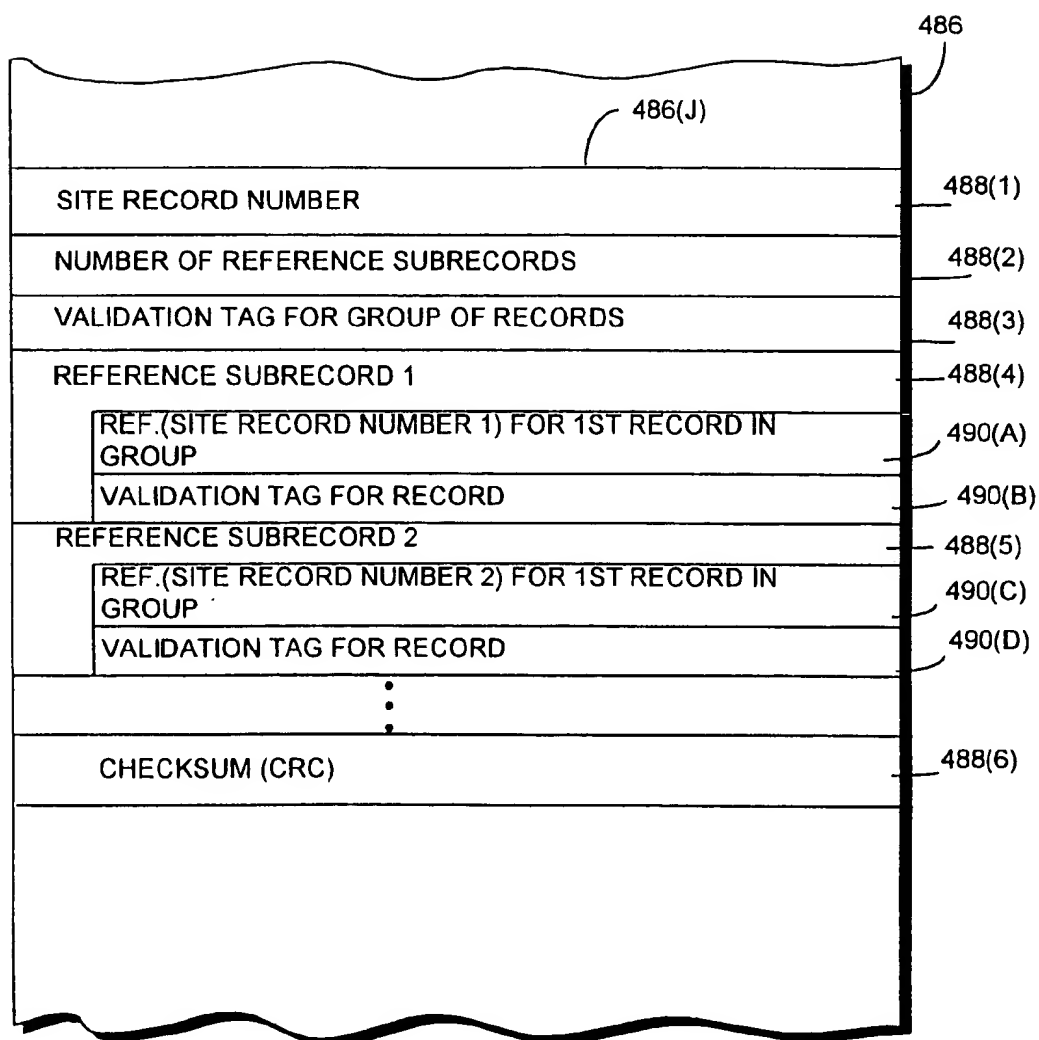 486
486(J)
SITE RECORD NUMBER
488(1)
NUMBER OF REFERENCE SUBRECORDS
488(2)
VALIDATION TAG FOR GROUP OF RECORDS
488(3)
REFERENCE SUBRECORD 1
488(4)
REF.(SITE RECORD NUMBER 1) FOR 1ST RECORD IN
GROUP
490(A)
VALIDATION TAG FOR RECORD
490(B)
REFERENCE SUBRECORD 2
488(5)
REF.(SITE RECORD NUMBER 2) FOR 1ST RECORD IN
GROUP
490(C)
VALIDATION TAG FOR RECORD
490(D)
CHECKSUM (CRC)
488(6)